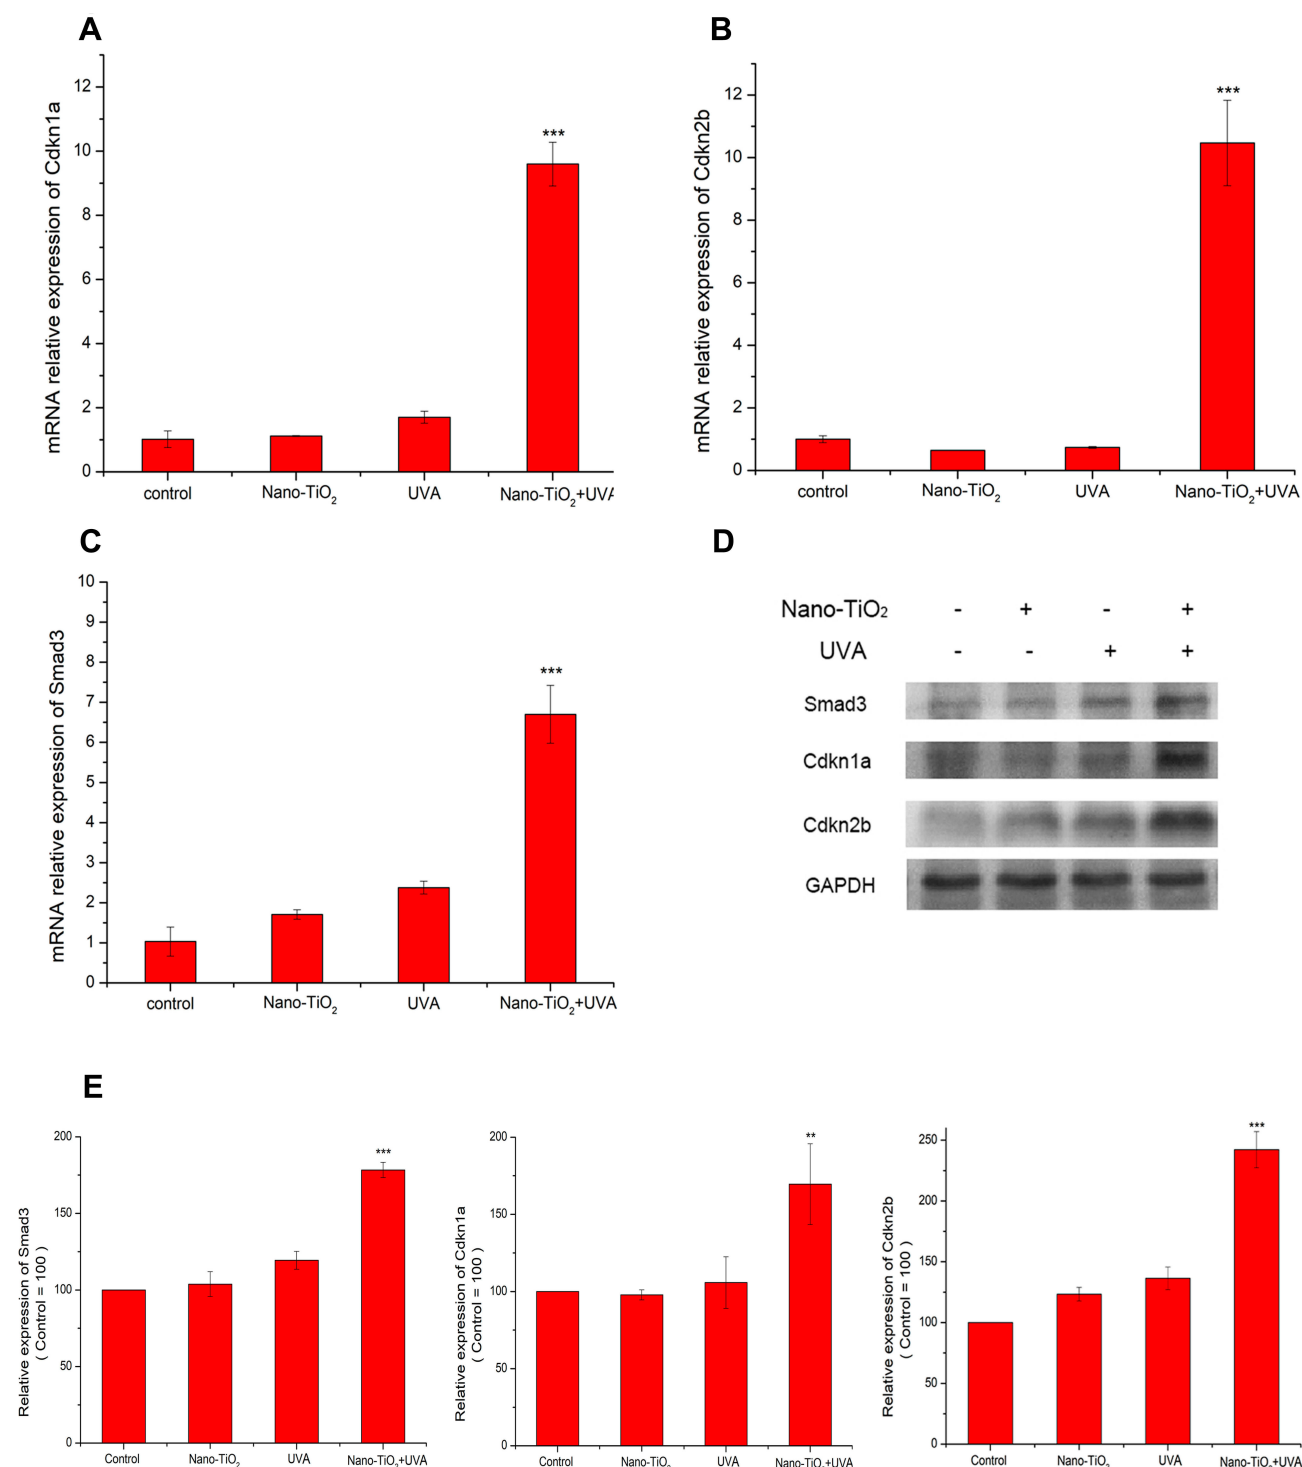 A
mRNA relative expression of Cdkn1a
12
10
8
6
4
2
0
***
control
Nano-TiO2
UVA
Nano-TiO2+UVA
B
mRNA relative expression of Cdkn2b
12
10
8
6
4
2
0
***
control
Nano-TiO2
UVA
Nano-TiO2+UVA
C
mRNA relative expression of Smad3
10
9
8
7
6
5
4
3
2
1
0
***
control
Nano-TiO2
UVA
Nano-TiO2+UVA
D
Nano-TiO2 - + - +
UVA - - + +
Smad3
Cdkn1a
Cdkn2b
GAPDH
E
Relative expression of Smad3
( Control = 100 )
200
150
100
50
0
***
Control
Nano-TiO2
UVA
Nano-TiO2+UVA
Relative expression of Cdkn1a
( Control = 100 )
200
150
100
50
0
**
Control
Nano-TiO2
UVA
Nano-TiO2+UVA
Relative expression of Cdkn2b
( Control = 100 )
250
200
150
100
50
0
***
Control
Nano-TiO2
UVA
Nano-TiO2+UVA